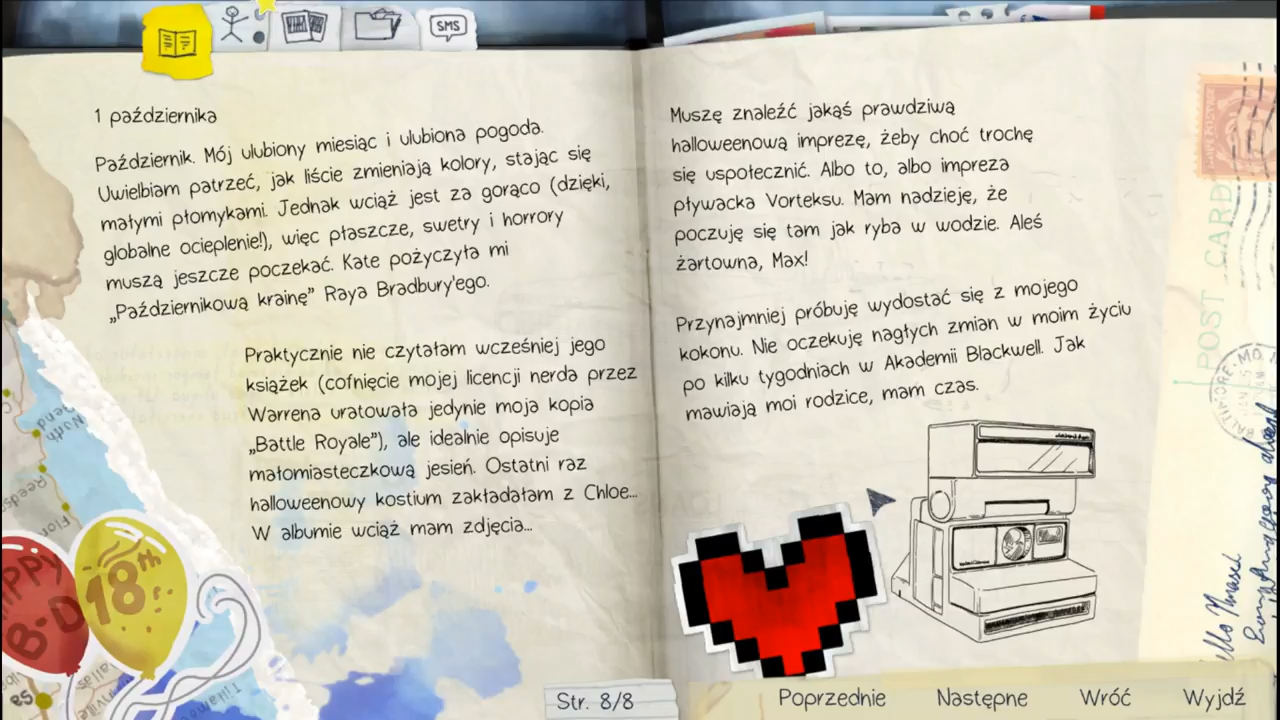 SMS
1 października
Październik. Mój ulubiony miesiąc i ulubiona pogoda.
Uwielbiam patrzeć, jak liście zmieniają kolory, stając się
małymi płomykami. Jednak wciąż jest za gorąco (dzięki,
globalne ocieplenie!), więc płaszcze, swetry i horrory
muszą jeszcze poczekać. Kate pożyczyła mi
„Październikową krainę” Raya Bradbury'ego.
Praktycznie nie czytałam wcześniej jego
książek (cofnięcie mojej licencji nerda przez
Warrena uratowała jedynie moja kopia
„Battle Royale”), ale idealnie opisuje
małomiasteczkową jesień. Ostatni raz
halloweenowy kostium zakładałam z Chloe...
W albumie wciąż mam zdjęcia...
Muszę znaleźć jakąś prawdziwą
halloweenową imprezę, żeby choć trochę
się uspołecznić. Albo to, albo impreza
pływacka Vorteksu. Mam nadzieję, że
poczuję się tam jak ryba w wodzie. Aleś
żartowna, Max!
Przynajmniej próbuję wydostać się z mojego
kokonu. Nie oczekuję nagłych zmian w moim życiu
po kilku tygodniach w Akademii Blackwell. Jak
mawiają moi rodzice, mam czas.
B-D
18th
North
Bend
POST CARD
BALTIMORE, MD.
Str. 8/8
Poprzednie
Następne
Wróć
Wyjdź